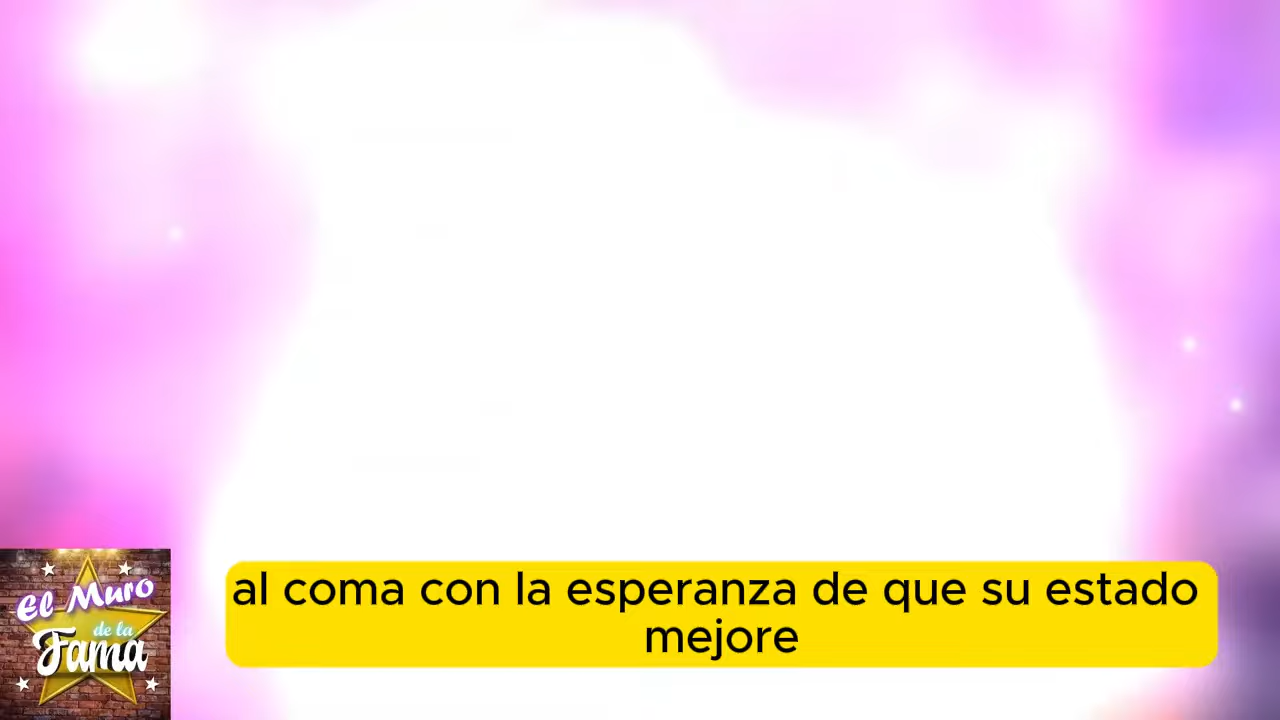 al coma con la esperanza de que su estado
mejore
El Muro
de la
Fama